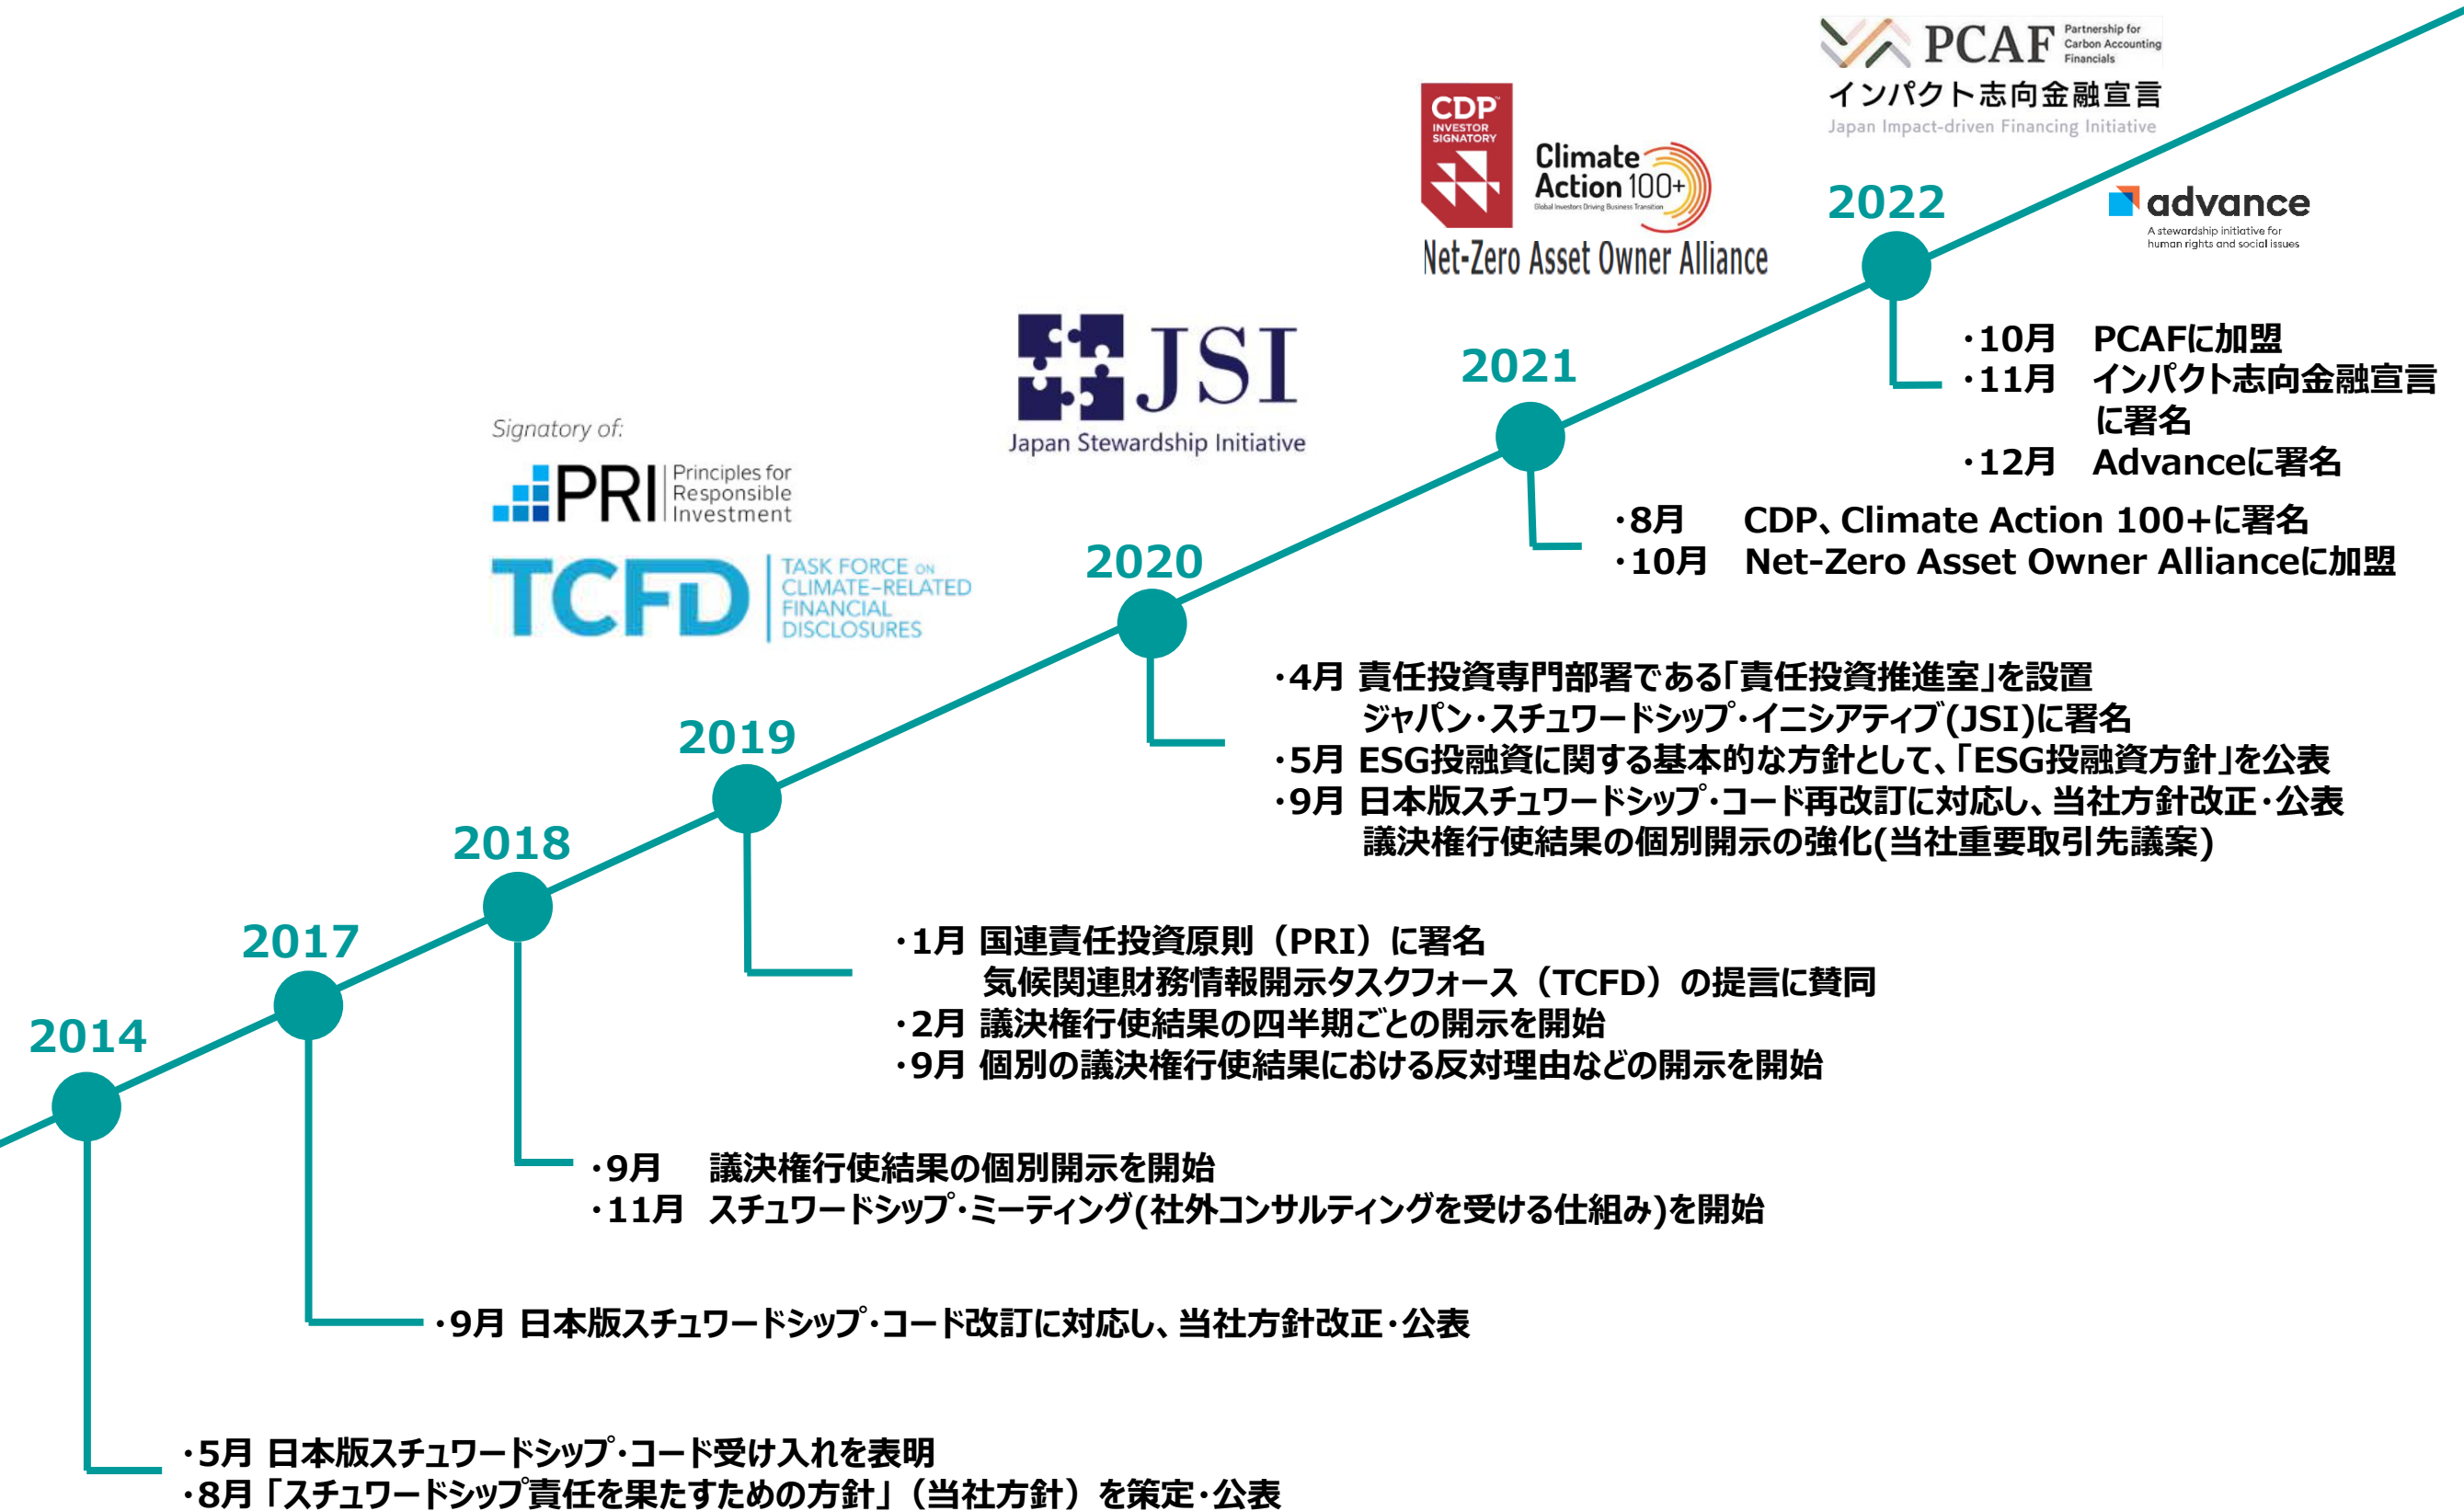 PCAF Partnership for
Carbon Accounting
Financials
インパクト志向金融宣言
Japan Impact-driven Financing Initiative
CDP
INVESTOR
SIGNATORY
Climate
Action 100+
Global Investors Driving Business Transition
Net-Zero Asset Owner Alliance
2022
advance
A stewardship initiative for
human rights and social issues
・10月 PCAFに加盟
・11月 インパクト志向金融宣言
に署名
・12月 Advanceに署名
JSI
Japan Stewardship Initiative
2021
・8月 CDP、Climate Action 100+に署名
・10月 Net-Zero Asset Owner Allianceに加盟
Signatory of:
PRI Principles for
Responsible
Investment
TCFD TASK FORCE ON
CLIMATE-RELATED
FINANCIAL
DISCLOSURES
2020
・4月 責任投資専門部署である「責任投資推進室」を設置
ジャパン・スチュワードシップ・イニシアティブ(JSI)に署名
・5月 ESG投融資に関する基本的な方針として、「ESG投融資方針」を公表
・9月 日本版スチュワードシップ・コード再改訂に対応し、当社方針改正・公表
議決権行使結果の個別開示の強化(当社重要取引先議案)
2019
・1月 国連責任投資原則（PRI）に署名
気候関連財務情報開示タスクフォース（TCFD）の提言に賛同
・2月 議決権行使結果の四半期ごとの開示を開始
・9月 個別の議決権行使結果における反対理由などの開示を開始
2018
・9月 議決権行使結果の個別開示を開始
・11月 スチュワードシップ・ミーティング(社外コンサルティングを受ける仕組み)を開始
2017
・9月 日本版スチュワードシップ・コード改訂に対応し、当社方針改正・公表
2014
・5月 日本版スチュワードシップ・コード受け入れを表明
・8月 「スチュワードシップ責任を果たすための方針」（当社方針）を策定・公表